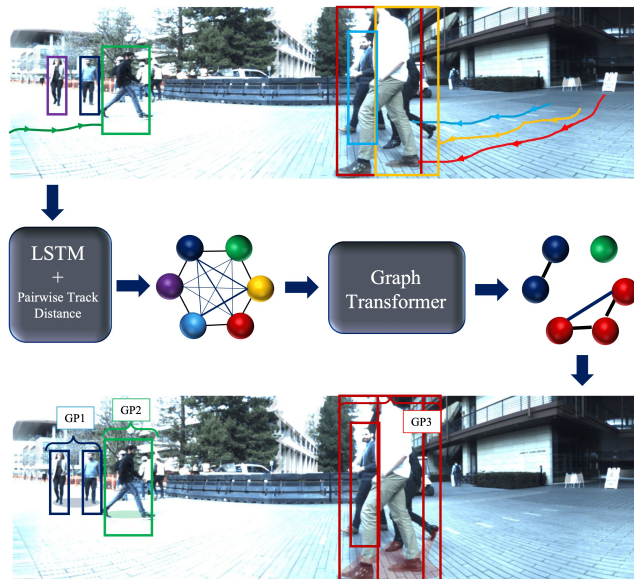 LSTM
+
Pairwise Track
Distance
Graph
Transformer
GP1
GP2
GP3